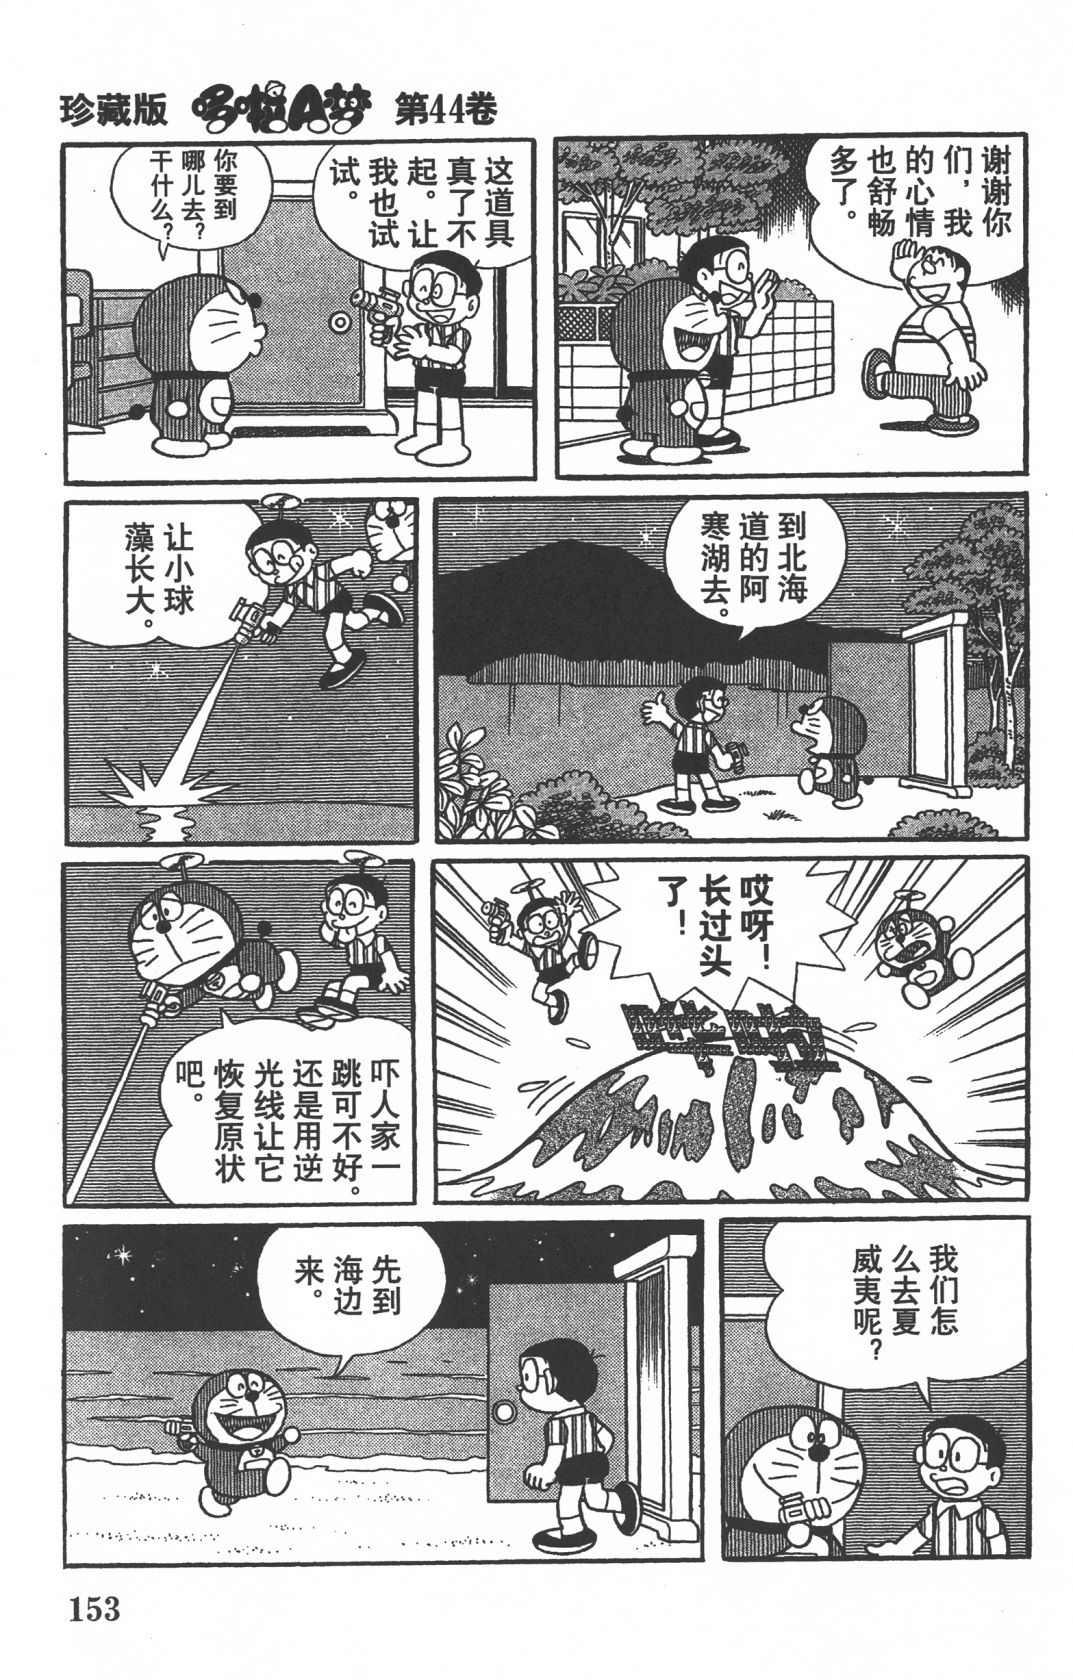 珍藏版 哆啦A梦 第44卷
谢谢你
们，我
的心情
也舒畅
多了。
这道具
真了不
起。让
我也试
试。
你要到
哪儿去？
干什么？
到北海
道的阿
寒湖去。
让小球
藻长大。
哎呀！
长过头
了！
吓人家一
跳可不好。
还是用逆
光线让它
恢复原状
吧。
我们怎
么去夏
威夷呢？
先到
海边
来。
153